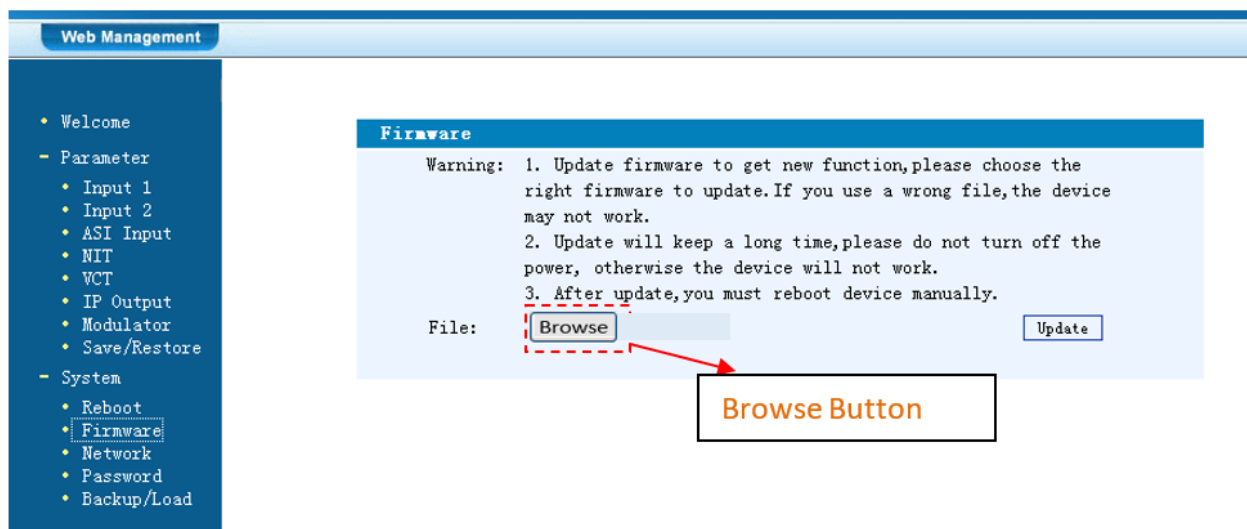 Web Management
Welcome
Parameter
Input 1
Input 2
ASI Input
NIT
VCT
IP Output
Modulator
Save/Restore
System
Reboot
Firmware
Network
Password
Backup/Load
Firmware
Warning: 1. Update firmware to get new function,please choose the
right firmware to update.If you use a wrong file,the device
may not work.
2. Update will keep a long time,please do not turn off the
power, otherwise the device will not work.
3. After update,you must reboot device manually.
File: Browse Update
Browse Button